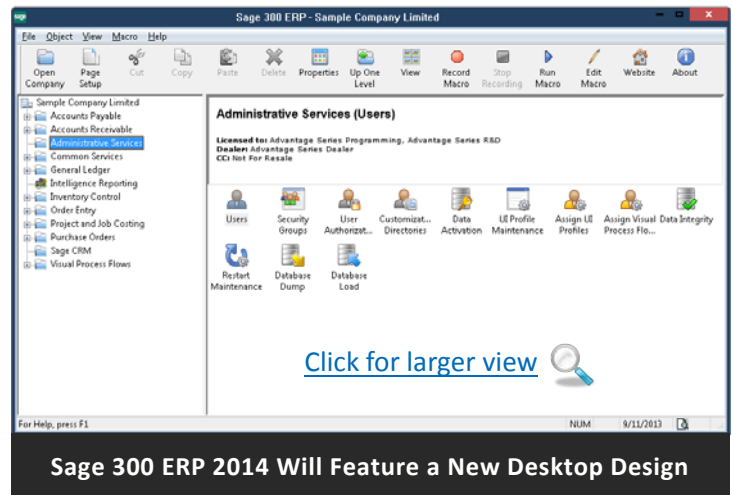 sage
Sage 300 ERP - Sample Company Limited
File Object View Macro Help
Open Company
Page Setup
Cut
Copy
Paste
Delete
Properties
Up One Level
View
Record Macro
Stop Recording
Run Macro
Edit Macro
Website
About
Sample Company Limited
Accounts Payable
Accounts Receivable
Administrative Services
Common Services
General Ledger
Intelligence Reporting
Inventory Control
Order Entry
Project and Job Costing
Purchase Orders
Sage CRM
Visual Process Flows
Administrative Services (Users)
Licensed to: Advantage Series Programming, Advantage Series R&D
Dealer: Advantage Series Dealer
CC: Not For Resale
Users
Security Groups
User Authorizat...
Customizat... Directories
Data Activation
UI Profile Maintenance
Assign UI Profiles
Assign Visual Process Flo...
Data Integrity
Restart Maintenance
Database Dump
Database Load
Click for larger view
For Help, press F1
NUM
9/11/2013
Sage 300 ERP 2014 Will Feature a New Desktop Design